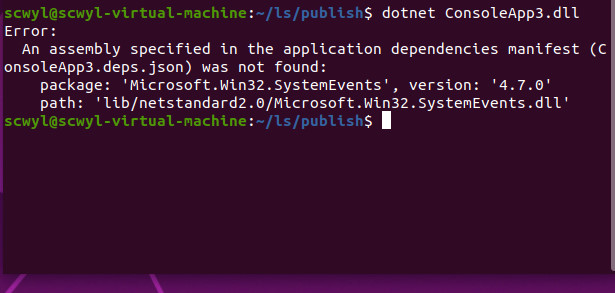 scwyl@scwyl-virtual-machine:~/ls/publish$ dotnet ConsoleApp3.dll
Error:
  An assembly specified in the application dependencies manifest (C
onsoleApp3.deps.json) was not found:
    package: 'Microsoft.Win32.SystemEvents', version: '4.7.0'
    path: 'lib/netstandard2.0/Microsoft.Win32.SystemEvents.dll'
scwyl@scwyl-virtual-machine:~/ls/publish$